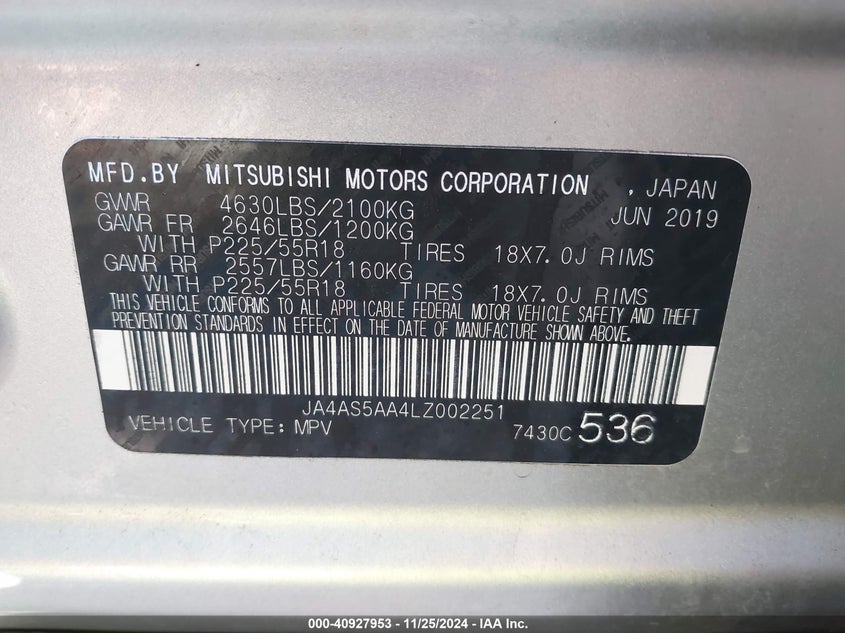 MFD.BY MITSUBISHI MOTORS CORPORATION , JAPAN
GVWR 4630LBS/2100KG JUN 2019
GAWR FR 2646LBS/1200KG
WITH P225/55R18 TIRES 18X7.0J RIMS
GAWR RR 2557LBS/1160KG
WITH P225/55R18 TIRES 18X7.0J RIMS
THIS VEHICLE CONFORMS TO ALL APPLICABLE FEDERAL MOTOR VEHICLE SAFETY AND THEFT
PREVENTION STANDARDS IN EFFECT ON THE DATE OF MANUFACTURE SHOWN ABOVE.
JA4AS5AA4LZ002251
VEHICLE TYPE: MPV 7430C 536
000-40927953 - 11/25/2024 - IAA Inc.